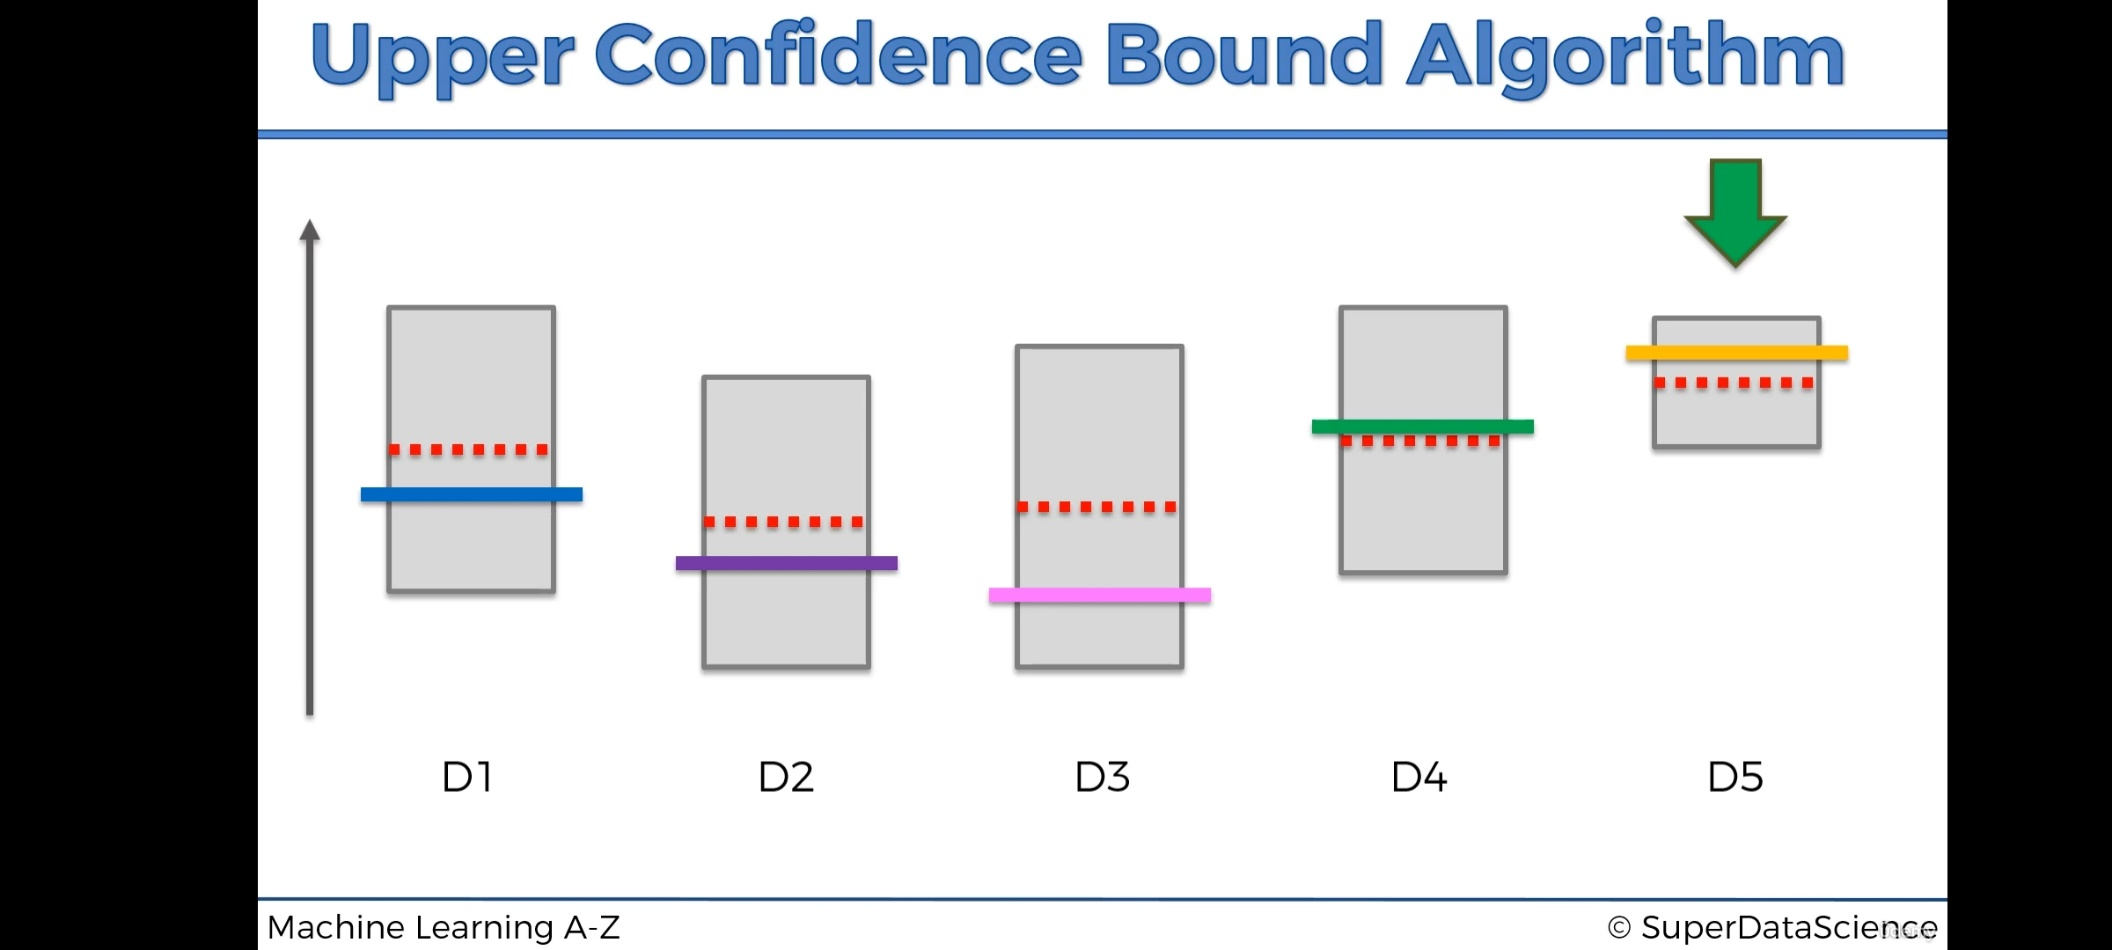 Upper Confidence Bound Algorithm
D1 D2 D3 D4 D5
Machine Learning A-Z
© SuperDataScience